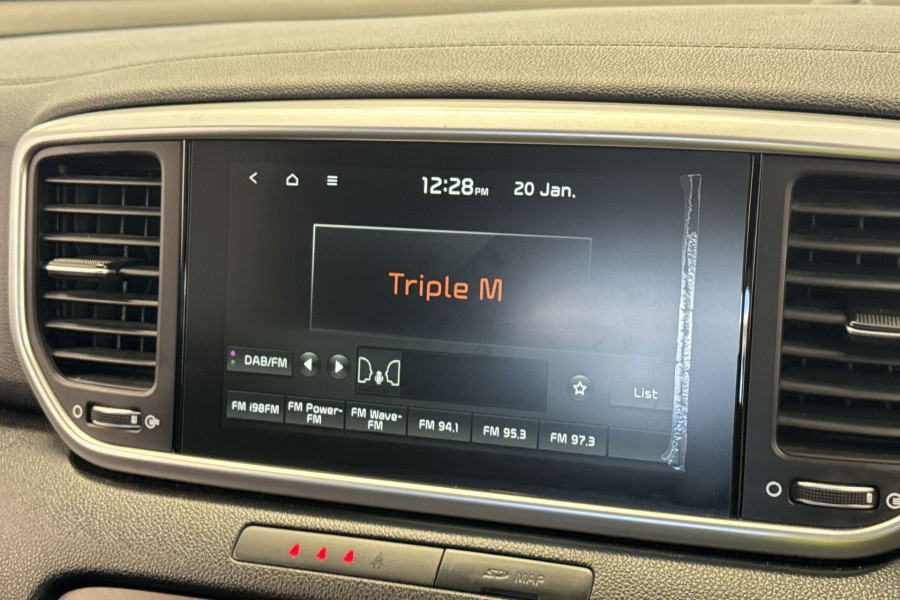 12:28PM 20 Jan.
Triple M
DAB/FM
List
FM i98FM
FM Power-
FM
FM Wave-
FM
FM 94.1
FM 95.3
FM 97.3
SD MAP